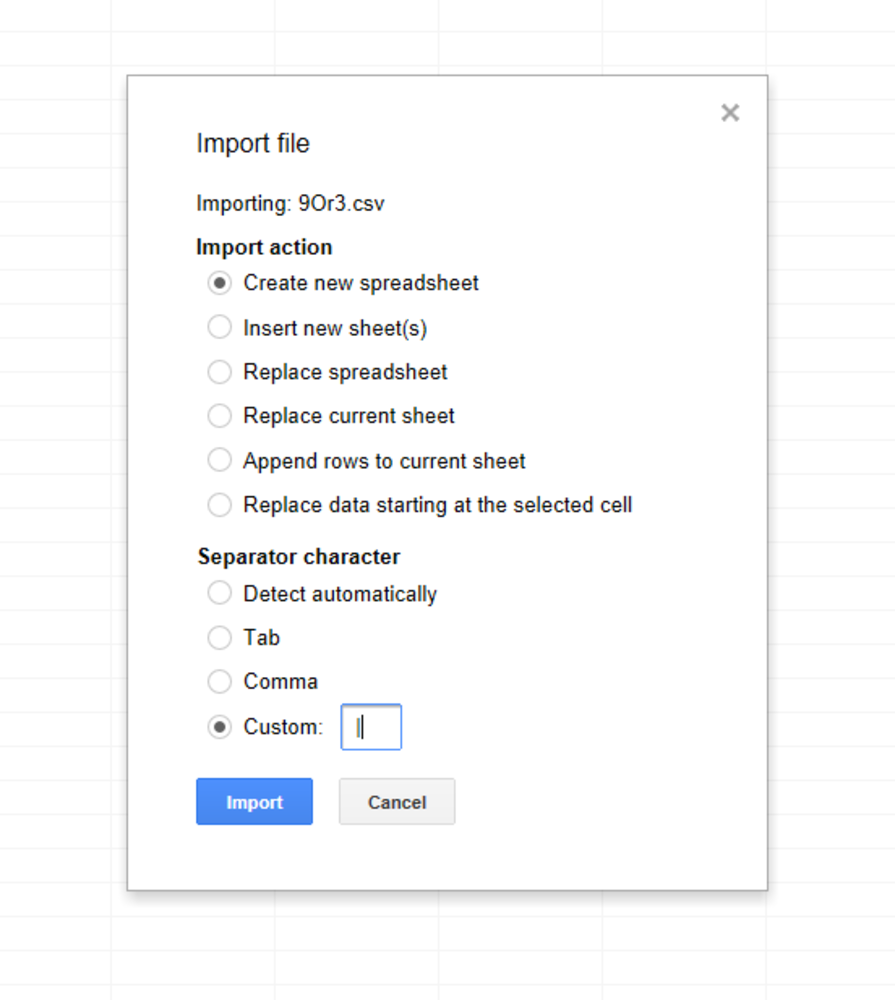 Import file
Importing: 9Or3.csv
Import action
Create new spreadsheet
Insert new sheet(s)
Replace spreadsheet
Replace current sheet
Append rows to current sheet
Replace data starting at the selected cell
Separator character
Detect automatically
Tab
Comma
Custom: |
Import Cancel